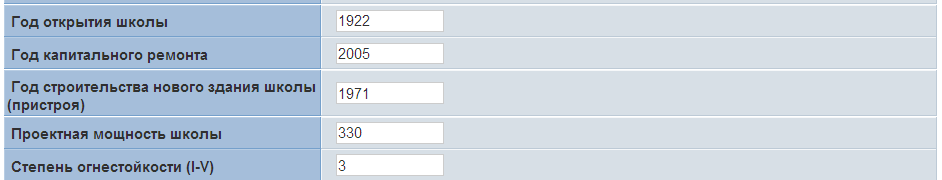 Год открытия школы 1922
Год капитального ремонта 2005
Год строительства нового здания школы
(пристроя) 1971
Проектная мощность школы 330
Степень огнестойкости (I-V) 3